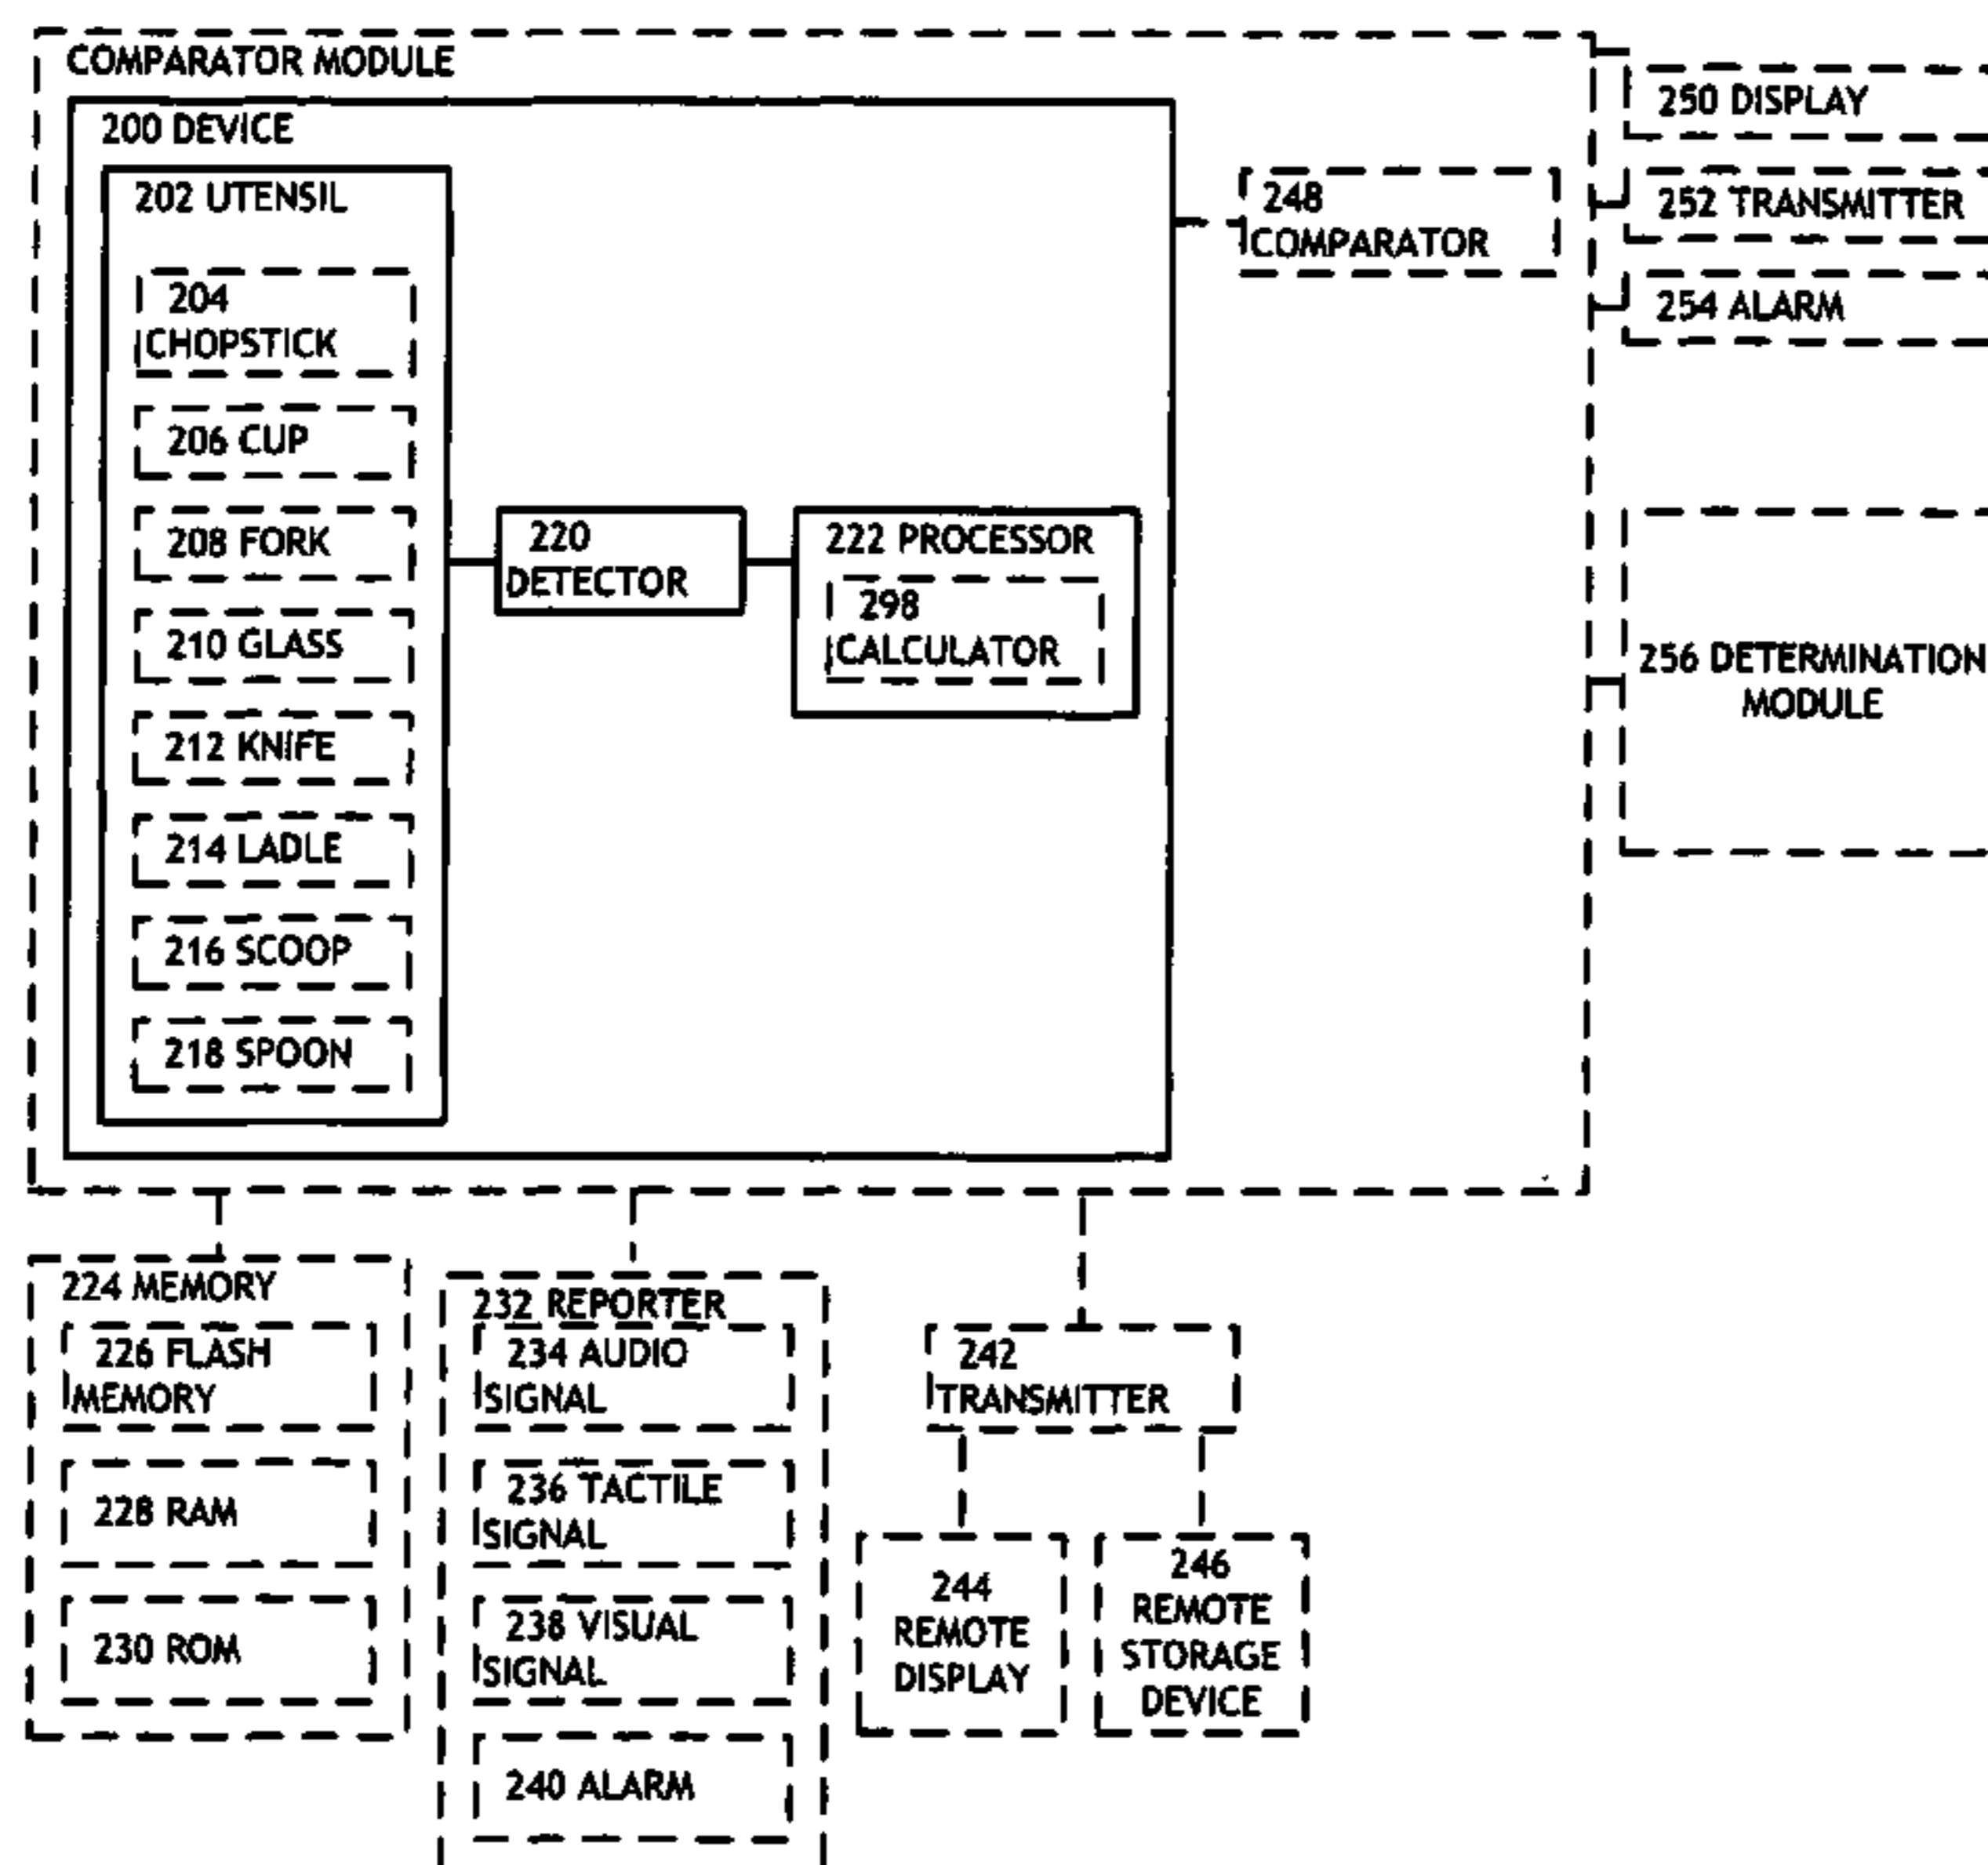 COMPARATOR MODULE
200 DEVICE
202 UTENSIL
204
CHOPSTICK
206 CUP
208 FORK
210 GLASS
212 KNIFE
214 LADLE
216 SCOOP
218 SPOON
220
DETECTOR
222 PROCESSOR
298
CALCULATOR
248
COMPARATOR
250 DISPLAY
252 TRANSMITTER
254 ALARM
256 DETERMINATION
MODULE
224 MEMORY
226 FLASH
MEMORY
228 RAM
230 ROM
232 REPORTER
234 AUDIO
SIGNAL
236 TACTILE
SIGNAL
238 VISUAL
SIGNAL
240 ALARM
242
TRANSMITTER
244
REMOTE
DISPLAY
246
REMOTE
STORAGE
DEVICE